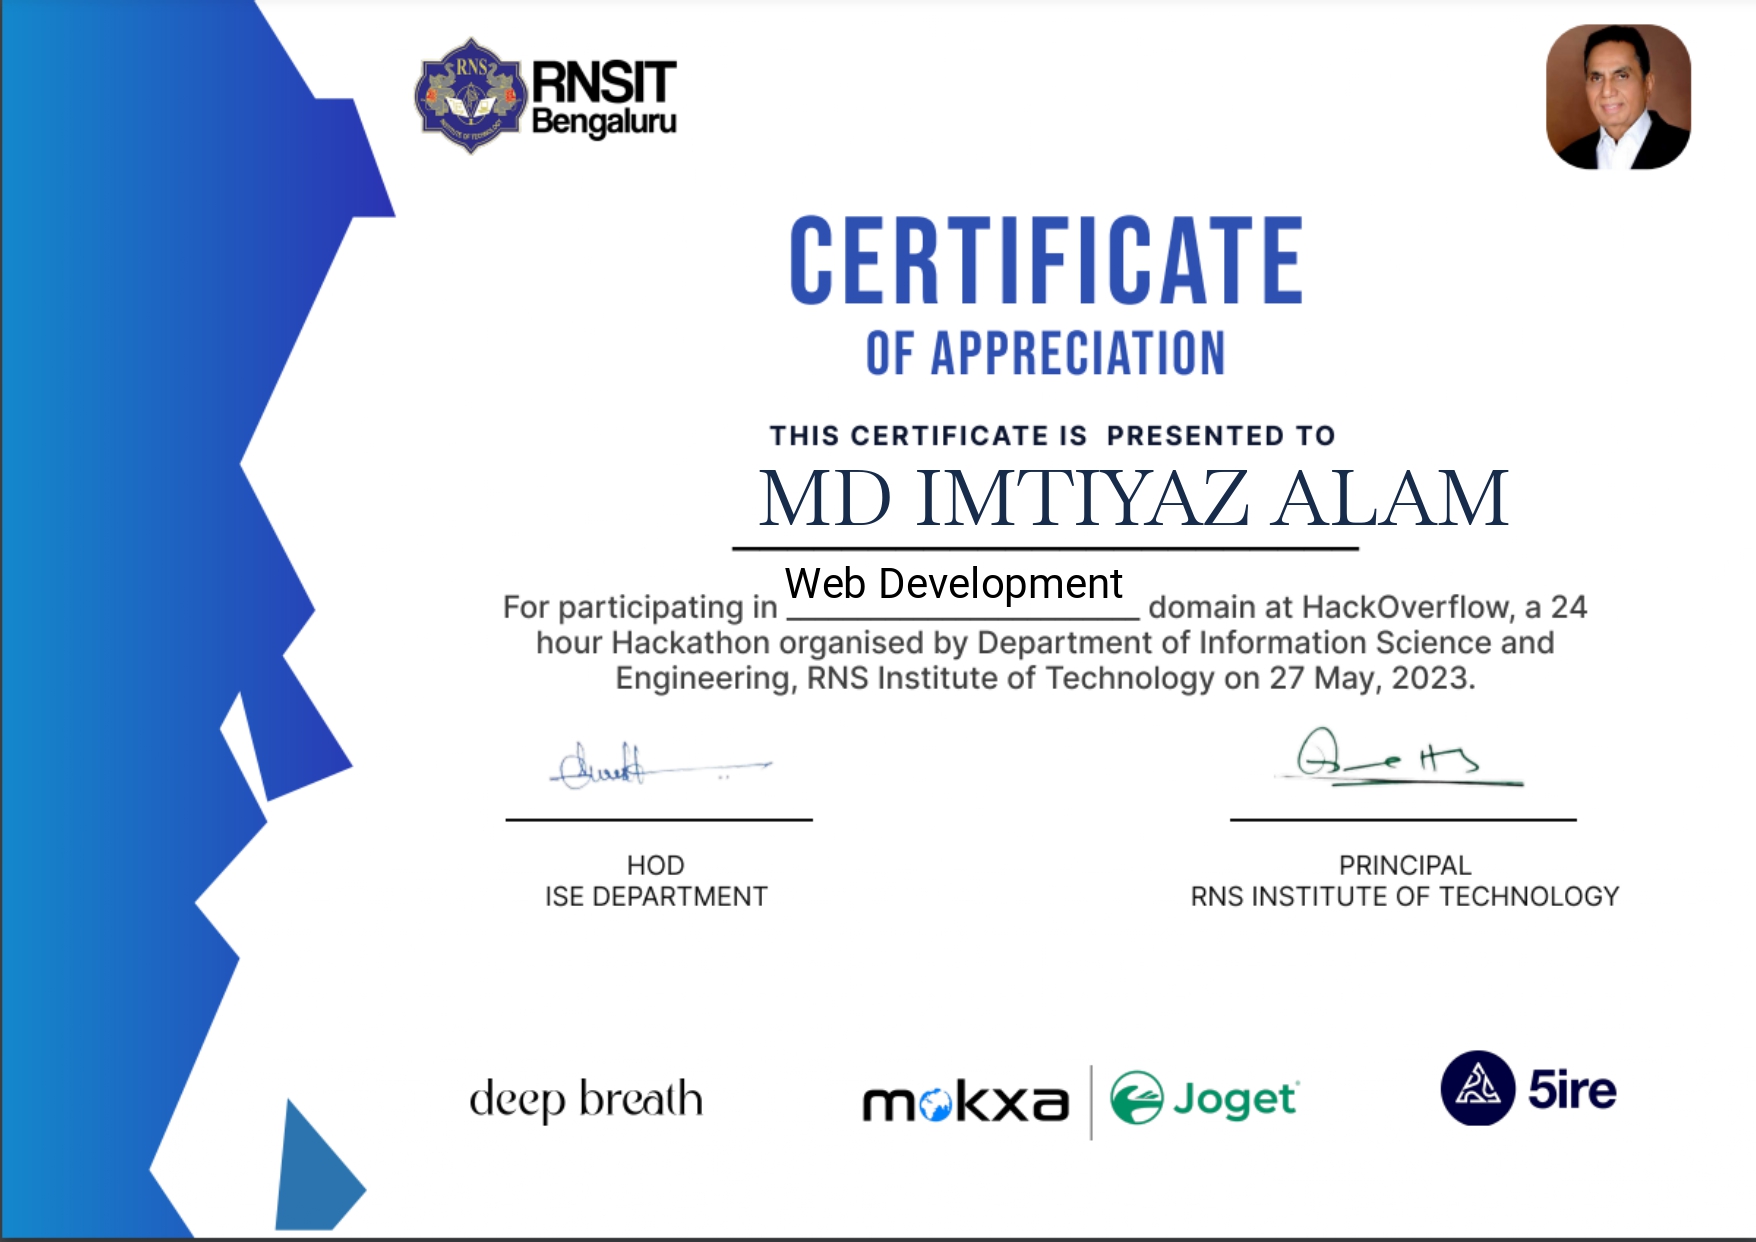 RNS
INSTITUTE OF TECHNOLOGY
RNSIT
Bengaluru
CERTIFICATE
OF APPRECIATION
THIS CERTIFICATE IS PRESENTED TO
MD IMTIYAZ ALAM
Web Development
For participating in ____________________ domain at HackOverflow, a 24
hour Hackathon organised by Department of Information Science and
Engineering, RNS Institute of Technology on 27 May, 2023.
HOD
ISE DEPARTMENT
PRINCIPAL
RNS INSTITUTE OF TECHNOLOGY
deep breath
mokxa
Joget
5ire